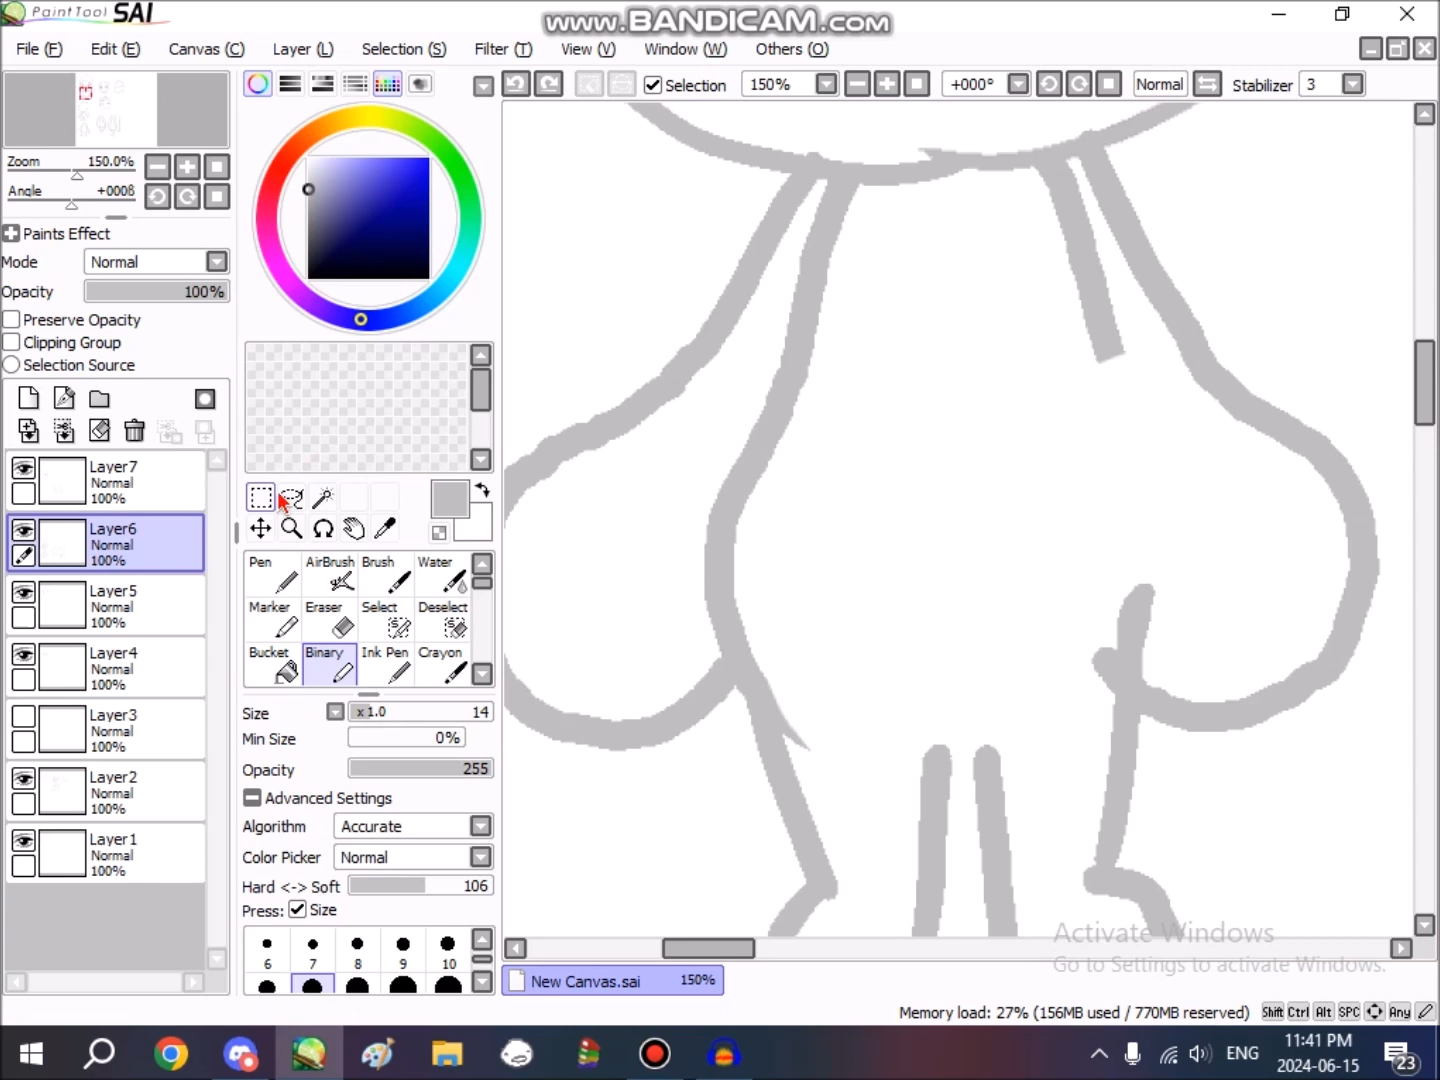 PaintTool SAI
www.BANDICAM.com
File (F) Edit (E) Canvas (C) Layer (L) Selection (S) Filter (T) View (V) Window (W) Others (O)
Selection 150% +000° Normal Stabilizer 3
Zoom 150.0%
Angle +000ß
Paints Effect
Mode Normal
Opacity 100%
Preserve Opacity
Clipping Group
Selection Source
Layer7
Normal
100%
Layer6
Normal
100%
Layer5
Normal
100%
Layer4
Normal
100%
Layer3
Normal
100%
Layer2
Normal
100%
Layer1
Normal
100%
Pen AirBrush Brush Water
Marker Eraser Select Deselect
Bucket Binary Ink Pen Crayon
Size x 1.0 14
Min Size 0%
Opacity 255
Advanced Settings
Algorithm Accurate
Color Picker Normal
Hard <-> Soft 106
Press: Size
6 7 8 9 10
Activate Windows
Go to Settings to activate Windows.
New Canvas.sai 150%
Memory load: 27% (156MB used / 770MB reserved) Shift Ctrl Alt SPC Any
ENG 11:41 PM
2024-06-15 23